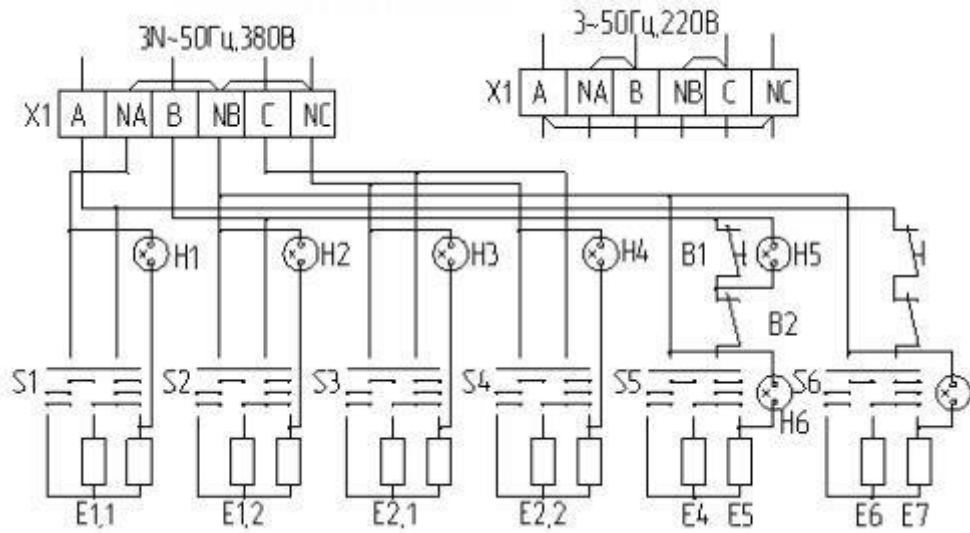 3N~50Гц,380В
3~50Гц,220В
X1 A NA B NB C NC
X1 A NA B NB C NC
H1 H2 H3 H4 B1 H5
B2
S1 S2 S3 S4 S5 S6
H6
E1,1 E1,2 E2,1 E2,2 E4 E5 E6 E7